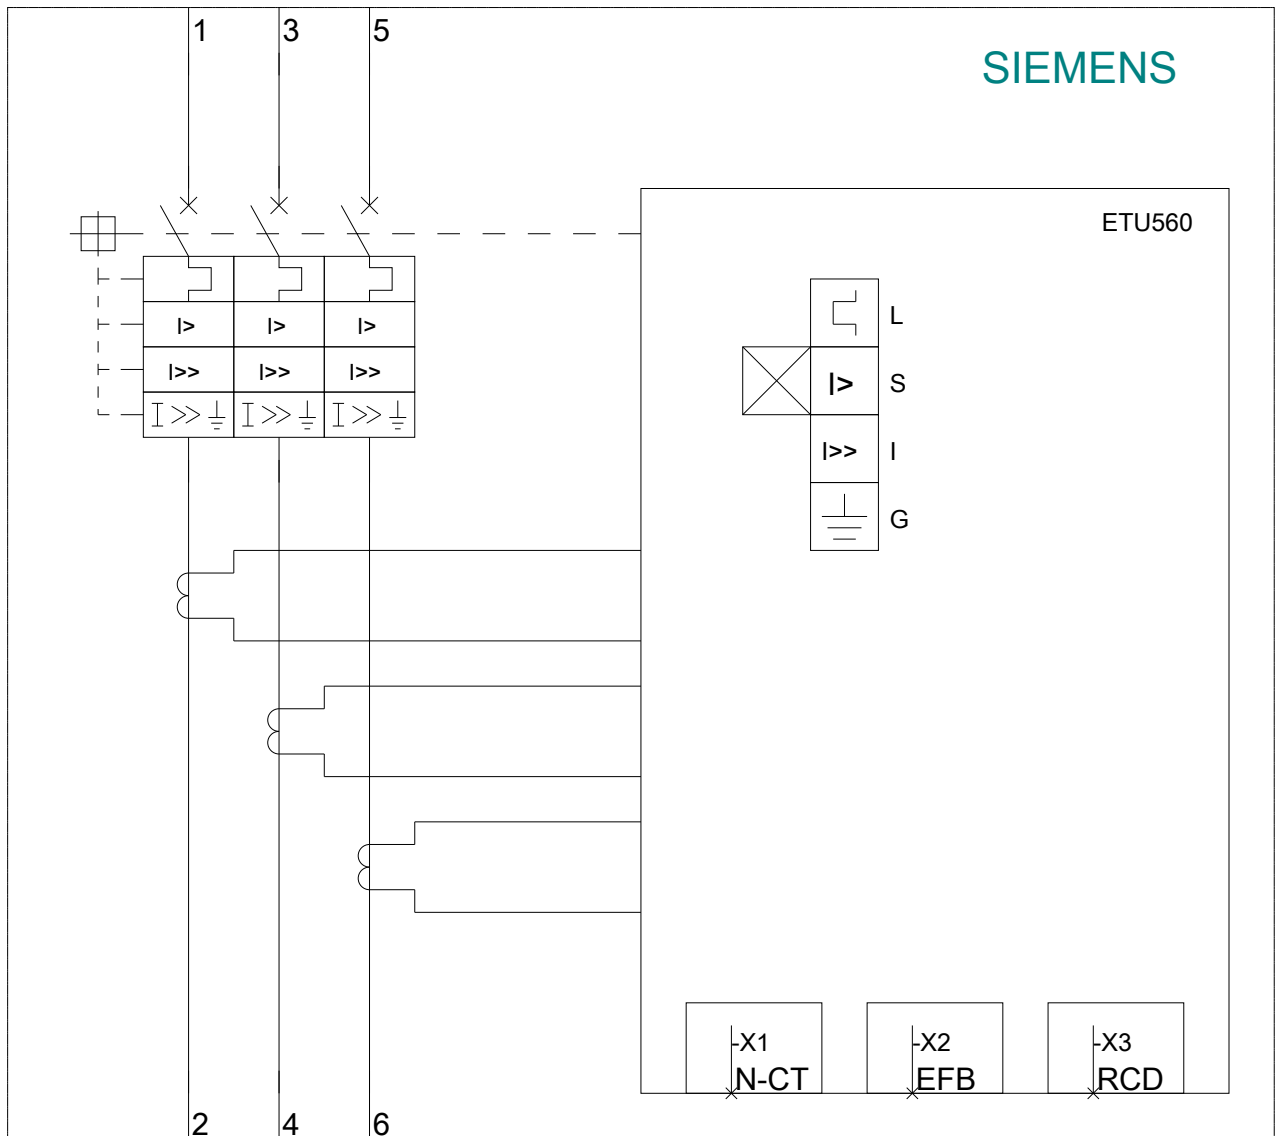 1 3 5
SIEMENS
ETU560
L
I> I> I> 
I>> I>> I>> 
I> S
I >> I >> I >>
I>> I
G
-X1 -X2 -X3
N-CT EFB RCD
2 4 6